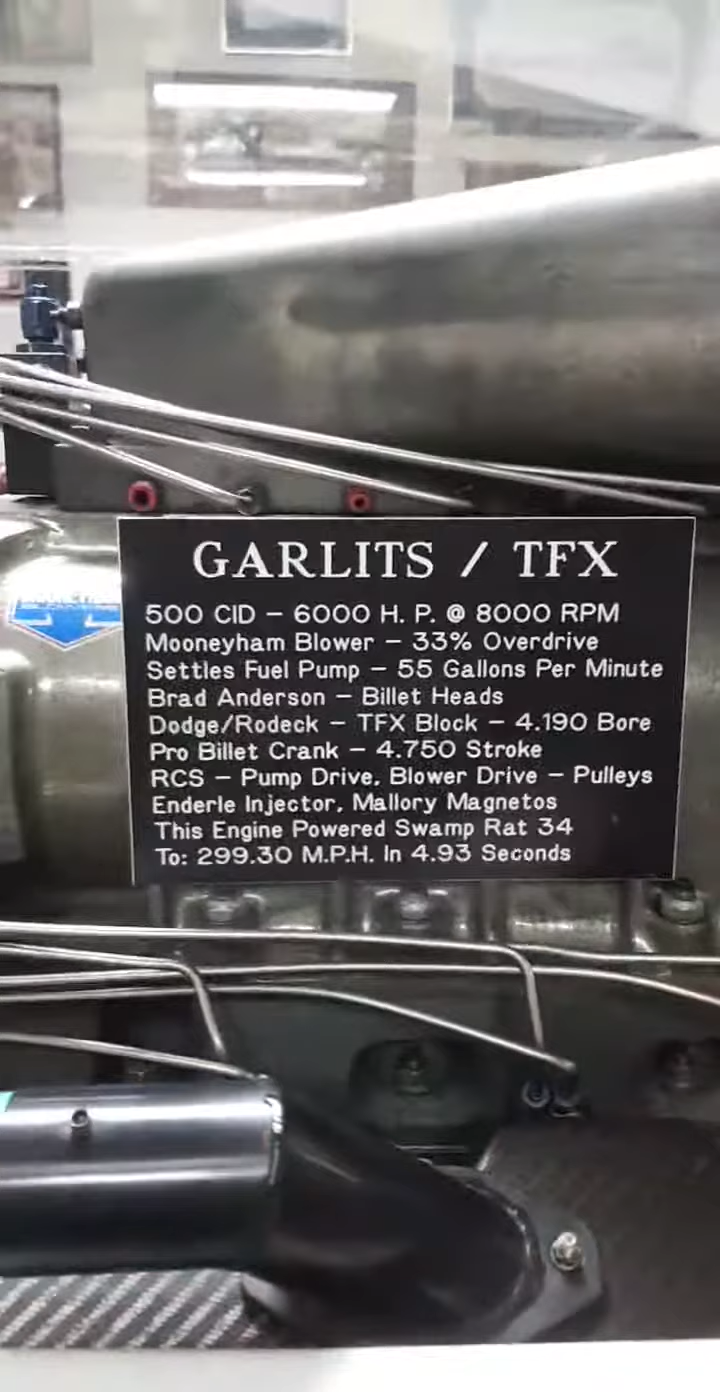 GARLITS / TFX
500 CID – 6000 H. P. @ 8000 RPM
Mooneyham Blower – 33% Overdrive
Settles Fuel Pump – 55 Gallons Per Minute
Brad Anderson – Billet Heads
Dodge/Rodeck – TFX Block – 4.190 Bore
Pro Billet Crank – 4.750 Stroke
RCS – Pump Drive, Blower Drive – Pulleys
Enderle Injector, Mallory Magnetos
This Engine Powered Swamp Rat 34
To: 299.30 M.P.H. In 4.93 Seconds